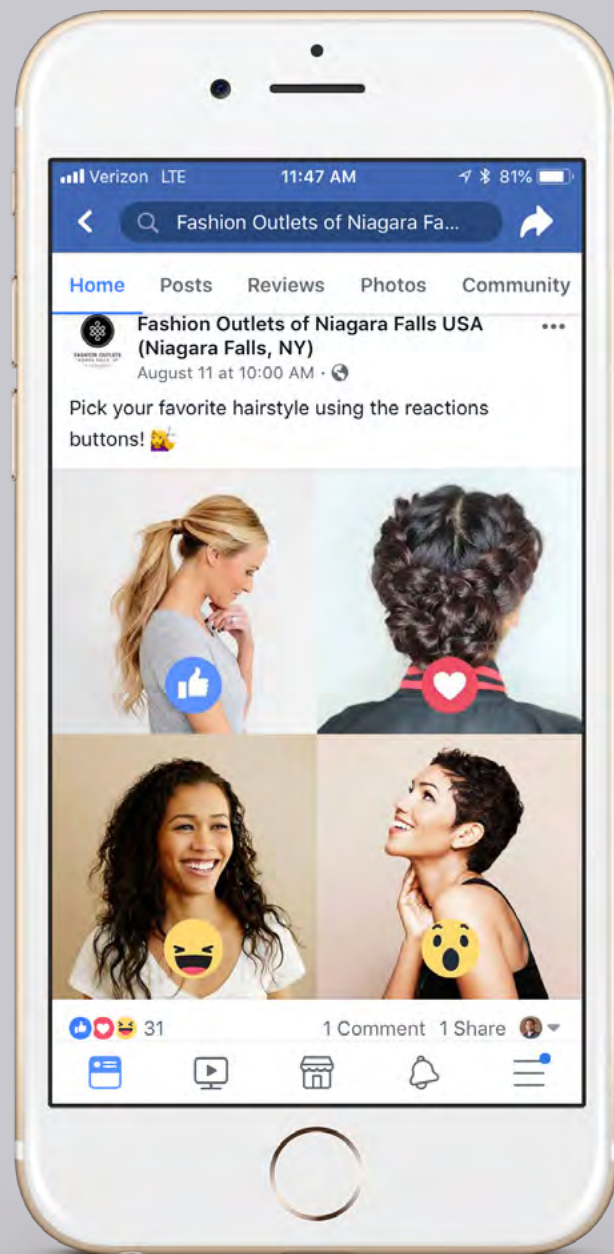 Verizon LTE 11:47 AM 81%
Fashion Outlets of Niagara Fa...
Home Posts Reviews Photos Community
Fashion Outlets of Niagara Falls USA
(Niagara Falls, NY)
FASHION OUTLETS
August 11 at 10:00 AM ·
Pick your favorite hairstyle using the reactions
buttons!
31 1 Comment 1 Share